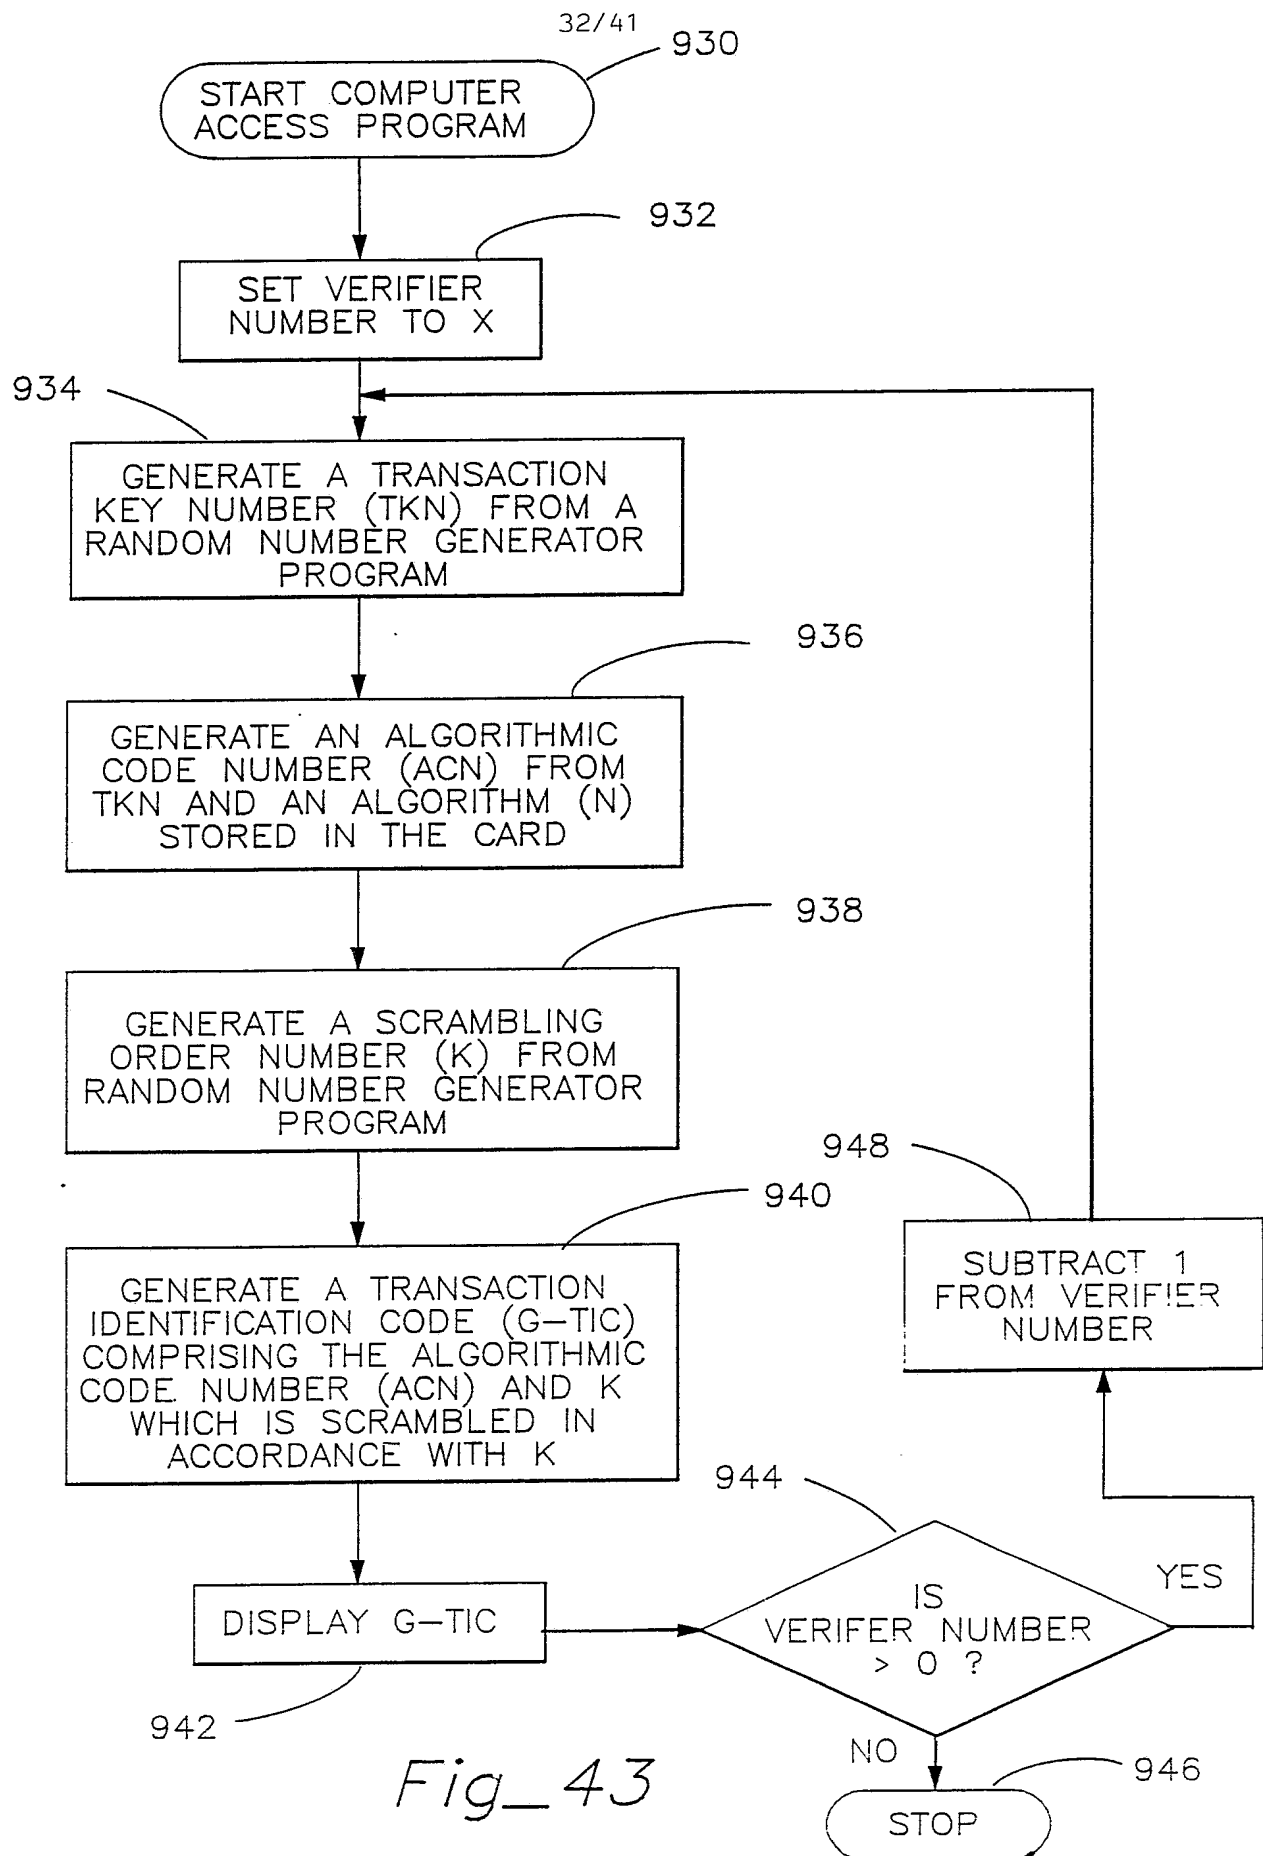 32/41
930
START COMPUTER
ACCESS PROGRAM
932
SET VERIFIER
NUMBER TO X
934
GENERATE A TRANSACTION
KEY NUMBER (TKN) FROM A
RANDOM NUMBER GENERATOR
PROGRAM
936
GENERATE AN ALGORITHMIC
CODE NUMBER (ACN) FROM
TKN AND AN ALGORITHM (N)
STORED IN THE CARD
938
GENERATE A SCRAMBLING
ORDER NUMBER (K) FROM
RANDOM NUMBER GENERATOR
PROGRAM
940
GENERATE A TRANSACTION
IDENTIFICATION CODE (G-TIC)
COMPRISING THE ALGORITHMIC
CODE NUMBER (ACN) AND K
WHICH IS SCRAMBLED IN
ACCORDANCE WITH K
948
SUBTRACT 1
FROM VERIFIER
NUMBER
DISPLAY G-TIC
942
944
IS
VERIFER NUMBER
> 0 ?
YES
NO
946
STOP
Fig_43